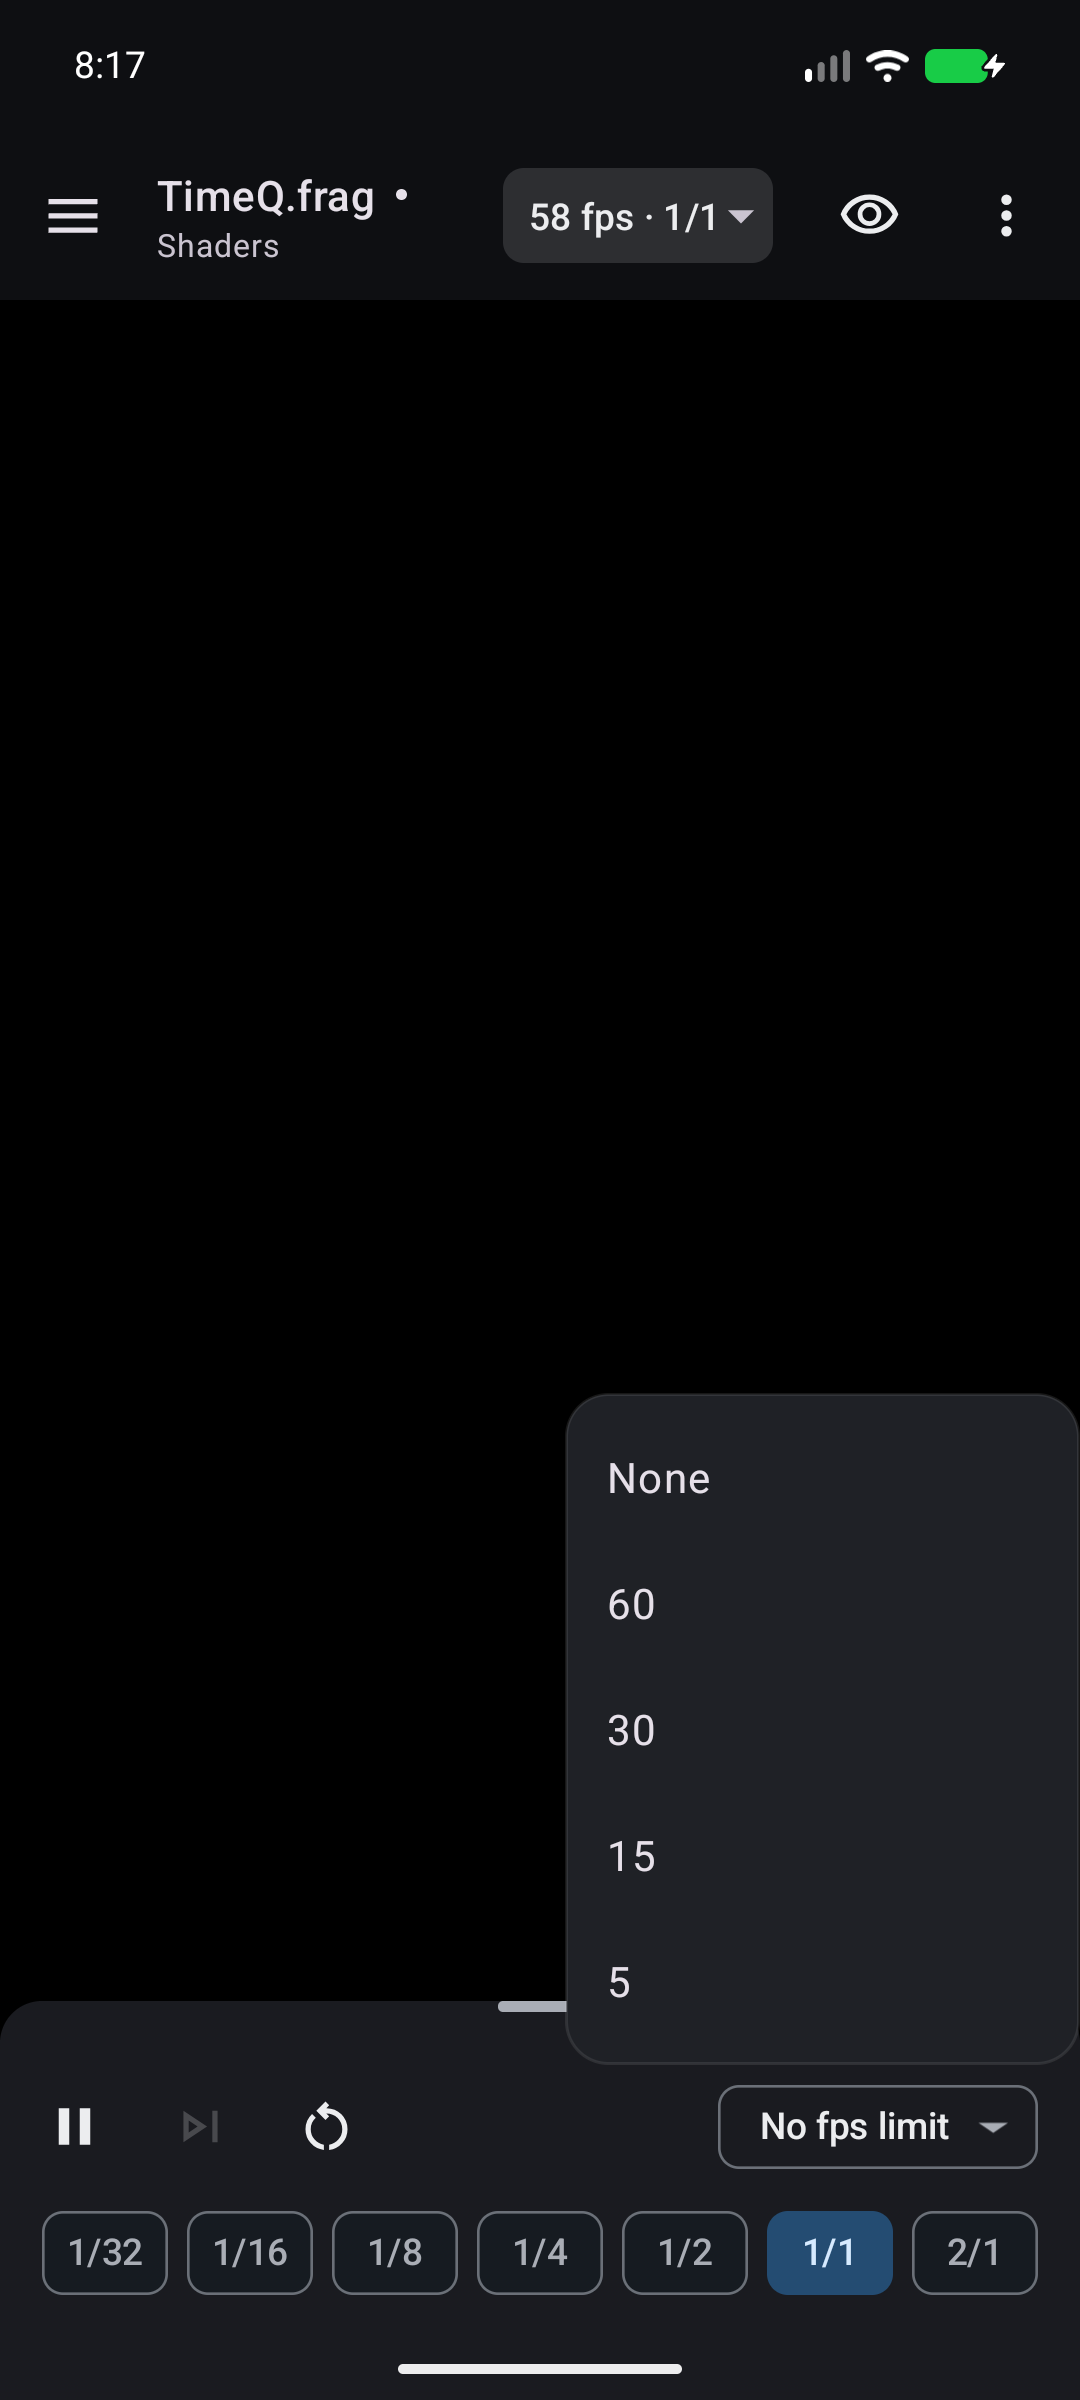 8:17
TimeQ.frag •
Shaders
58 fps · 1/1
None
60
30
15
5
No fps limit
1/32 1/16 1/8 1/4 1/2 1/1 2/1